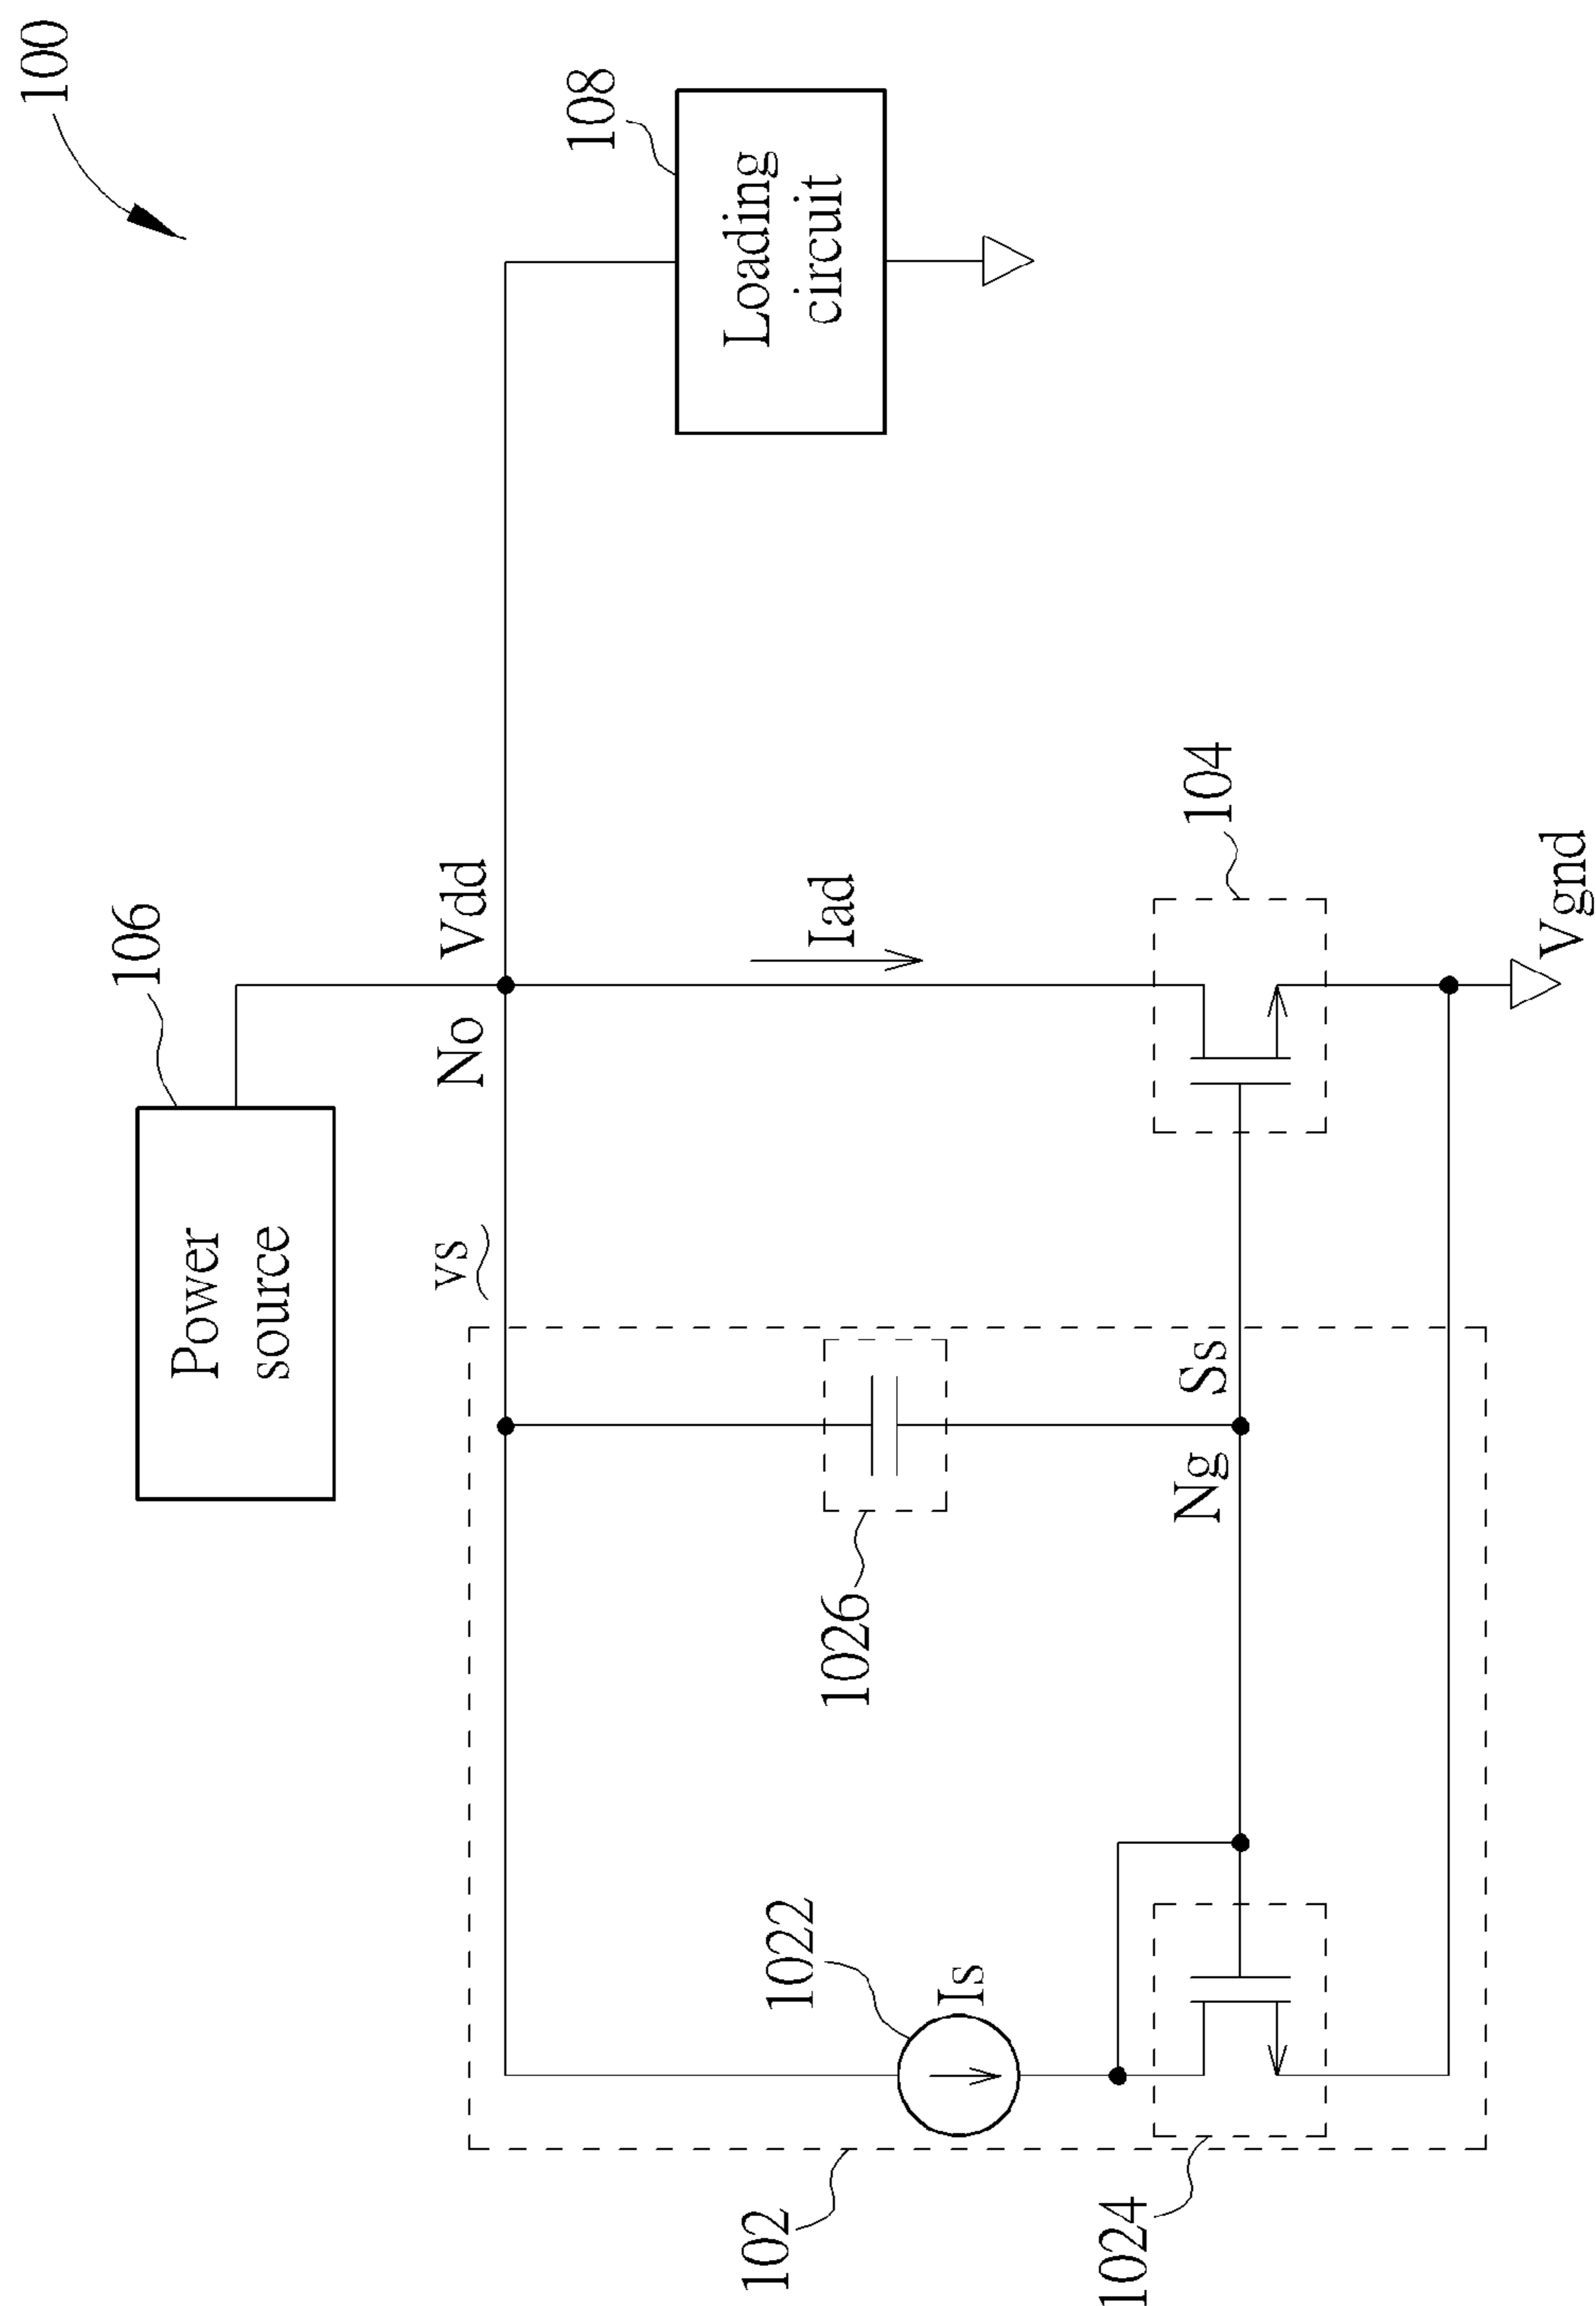 100
106
Power
source
108
Loading
circuit
vs
No
Vdd
Iad
102
1022
Is
1026
1024
Ng
Ss
104
Vgnd